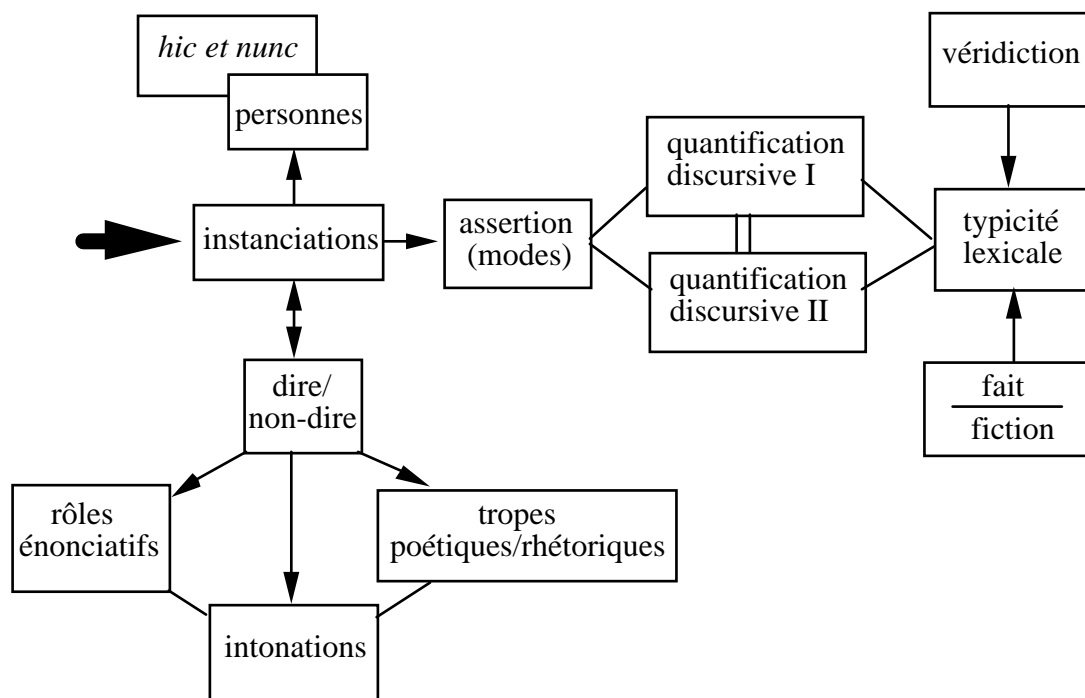 hic et nunc
personnes
véridiction
quantification
discursive I
instanciations
assertion
(modes)
typicité
lexicale
quantification
discursive II
dire/
non-dire
fait
fiction
rôles
énonciatifs
tropes
poétiques/rhétoriques
intonations